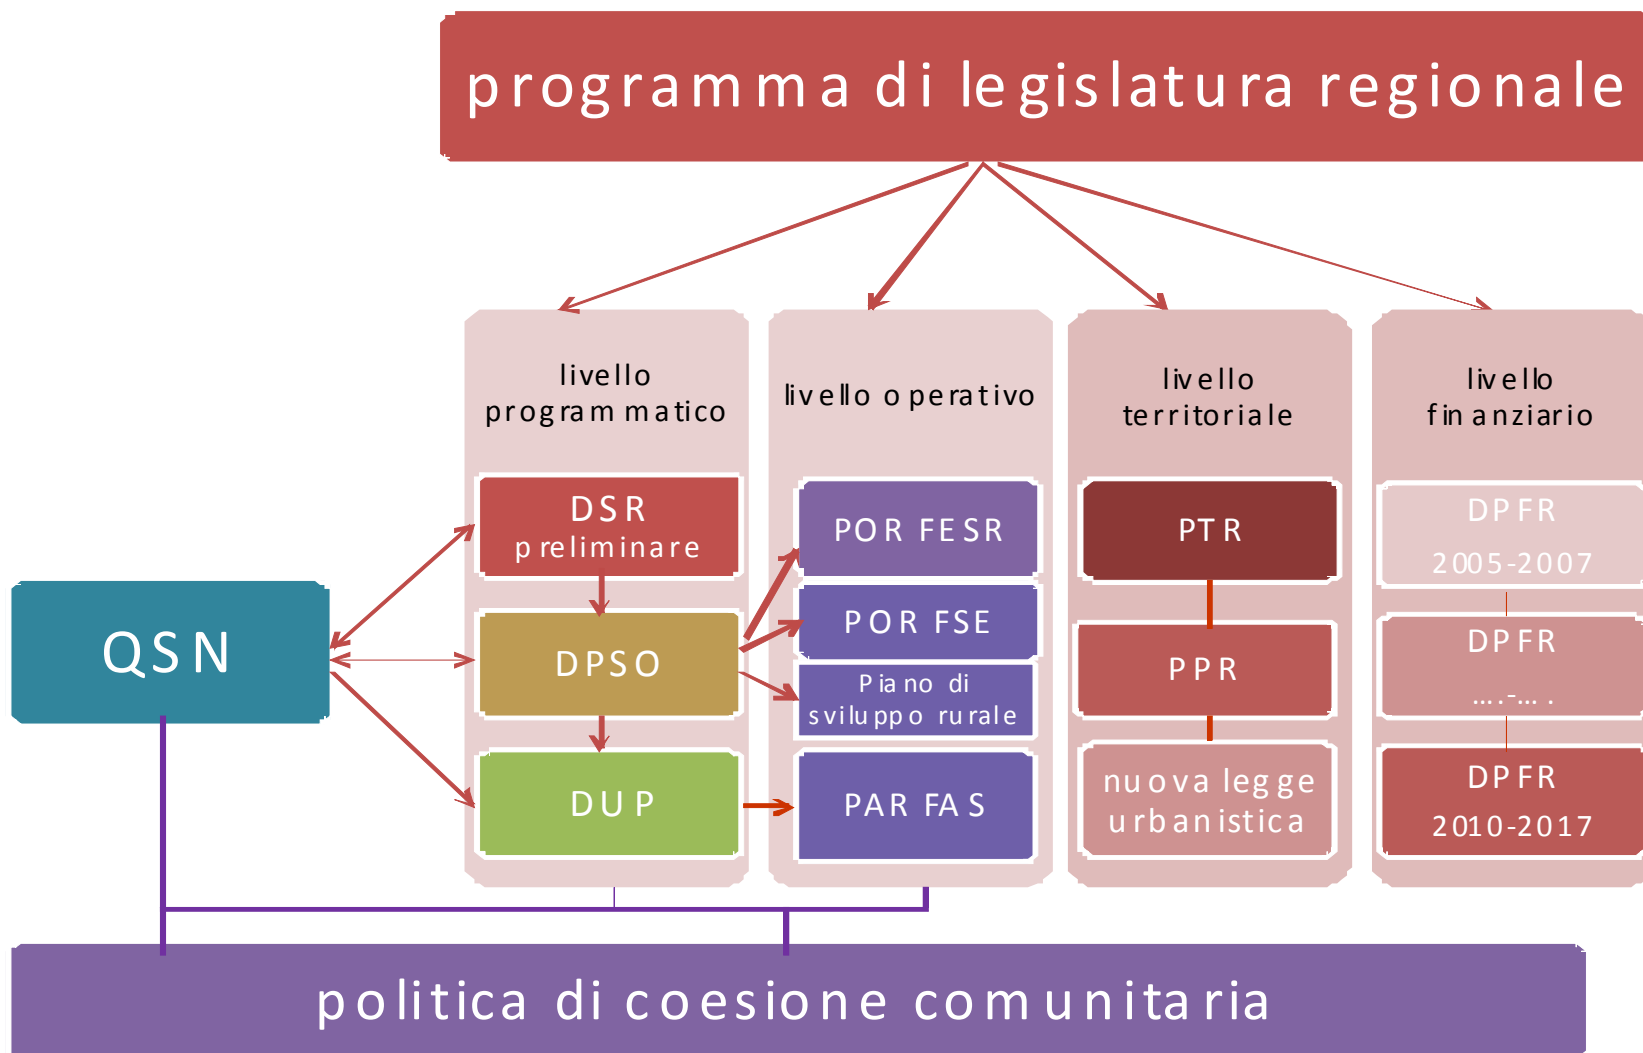 programma di legislatura regionale
livello
programmatico
livello operativo
livello
territoriale
livello
finanziario
DSR
preliminare
POR FESR
PTR
DPFR
2005-2007
QSN
DPSO
POR FSE
Piano di
sviluppo rurale
PPR
DPFR
....-....
DUP
PAR FAS
nuova legge
urbanistica
DPFR
2010-2017
politica di coesione comunitaria